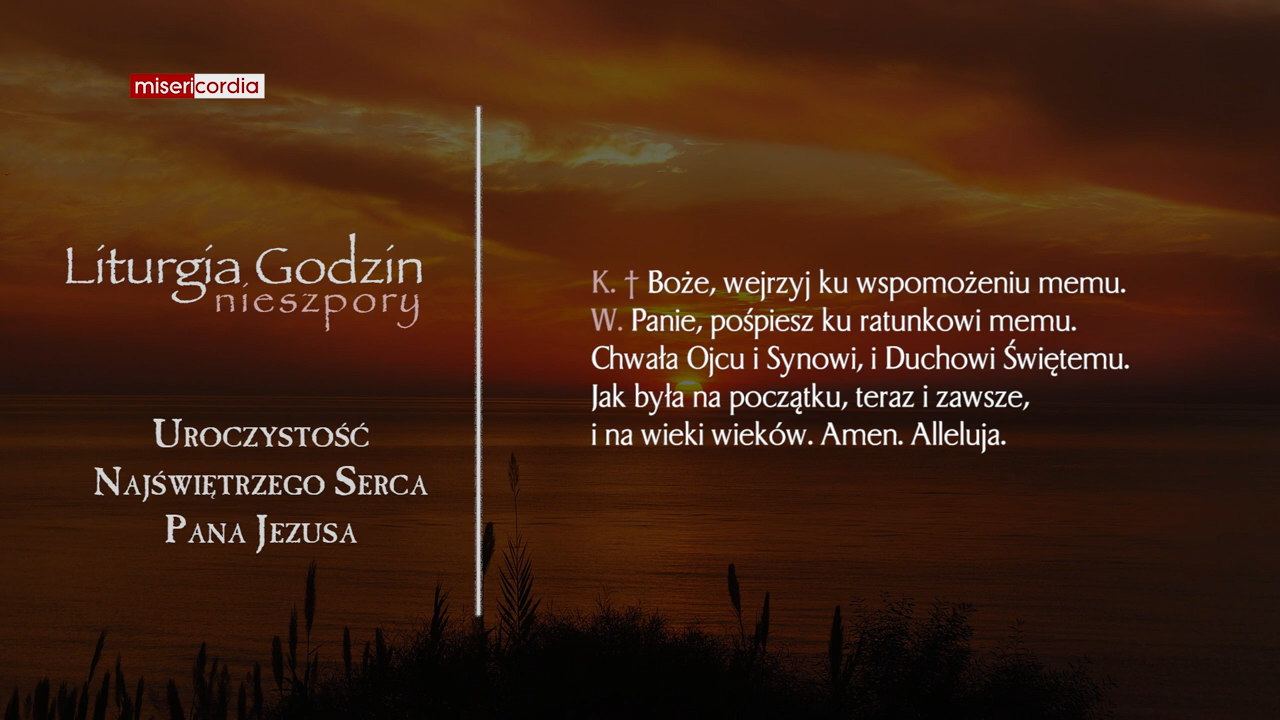 misericordia
Liturgia Godzin
nieszpory
Uroczystość
Najświętrzego Serca
Pana Jezusa
K. † Boże, wejrzyj ku wspomożeniu memu.
W. Panie, pośpiesz ku ratunkowi memu.
Chwała Ojcu i Synowi, i Duchowi Świętemu.
Jak była na początku, teraz i zawsze,
i na wieki wieków. Amen. Alleluja.